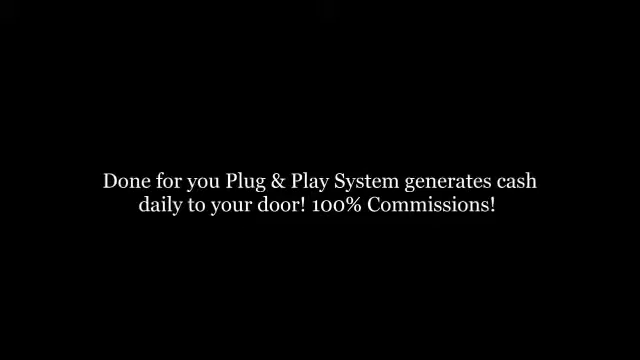 Done for you Plug & Play System generates cash
daily to your door! 100% Commissions!